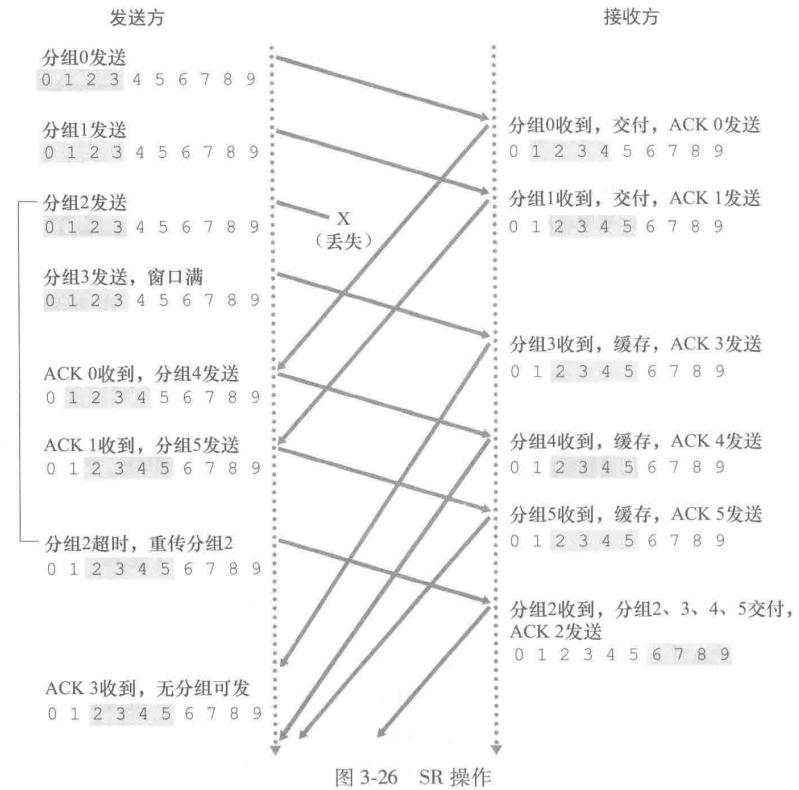 发送方
接收方
分组0发送
0 1 2 3 4 5 6 7 8 9
分组0收到，交付，ACK 0发送
0 1 2 3 4 5 6 7 8 9
分组1发送
0 1 2 3 4 5 6 7 8 9
分组1收到，交付，ACK 1发送
0 1 2 3 4 5 6 7 8 9
分组2发送
0 1 2 3 4 5 6 7 8 9
X
（丢失）
分组3发送，窗口满
0 1 2 3 4 5 6 7 8 9
分组3收到，缓存，ACK 3发送
0 1 2 3 4 5 6 7 8 9
ACK 0收到，分组4发送
0 1 2 3 4 5 6 7 8 9
分组4收到，缓存，ACK 4发送
0 1 2 3 4 5 6 7 8 9
ACK 1收到，分组5发送
0 1 2 3 4 5 6 7 8 9
分组5收到，缓存，ACK 5发送
0 1 2 3 4 5 6 7 8 9
分组2超时，重传分组2
0 1 2 3 4 5 6 7 8 9
分组2收到，分组2、3、4、5交付，
ACK 2发送
0 1 2 3 4 5 6 7 8 9
ACK 3收到，无分组可发
0 1 2 3 4 5 6 7 8 9
图 3-26 SR 操作